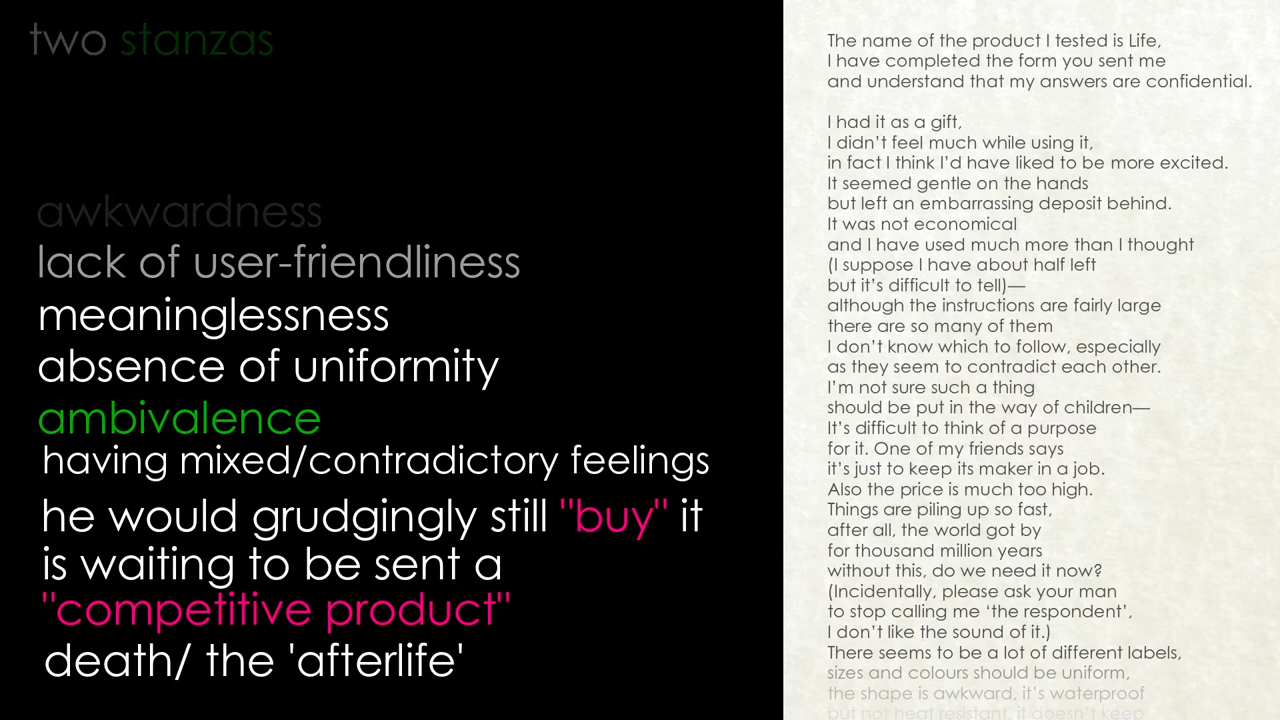 two stanzas
awkwardness
lack of user-friendliness
meaninglessness
absence of uniformity
ambivalence
having mixed/contradictory feelings
he would grudgingly still "buy" it
is waiting to be sent a
"competitive product"
death/ the 'afterlife'
The name of the product I tested is Life,
I have completed the form you sent me
and understand that my answers are confidential.
I had it as a gift,
I didn’t feel much while using it,
in fact I think I’d have liked to be more excited.
It seemed gentle on the hands
but left an embarrassing deposit behind.
It was not economical
and I have used much more than I thought
(I suppose I have about half left
but it’s difficult to tell)—
although the instructions are fairly large
there are so many of them
I don’t know which to follow, especially
as they seem to contradict each other.
I’m not sure such a thing
should be put in the way of children—
It’s difficult to think of a purpose
for it. One of my friends says
it’s just to keep its maker in a job.
Also the price is much too high.
Things are piling up so fast,
after all, the world got by
for thousand million years
without this, do we need it now?
(Incidentally, please ask your man
to stop calling me ‘the respondent’,
I don’t like the sound of it.)
There seems to be a lot of different labels,
sizes and colours should be uniform,
the shape is awkward, it’s waterproof
but not heat resistant, it doesn’t keep